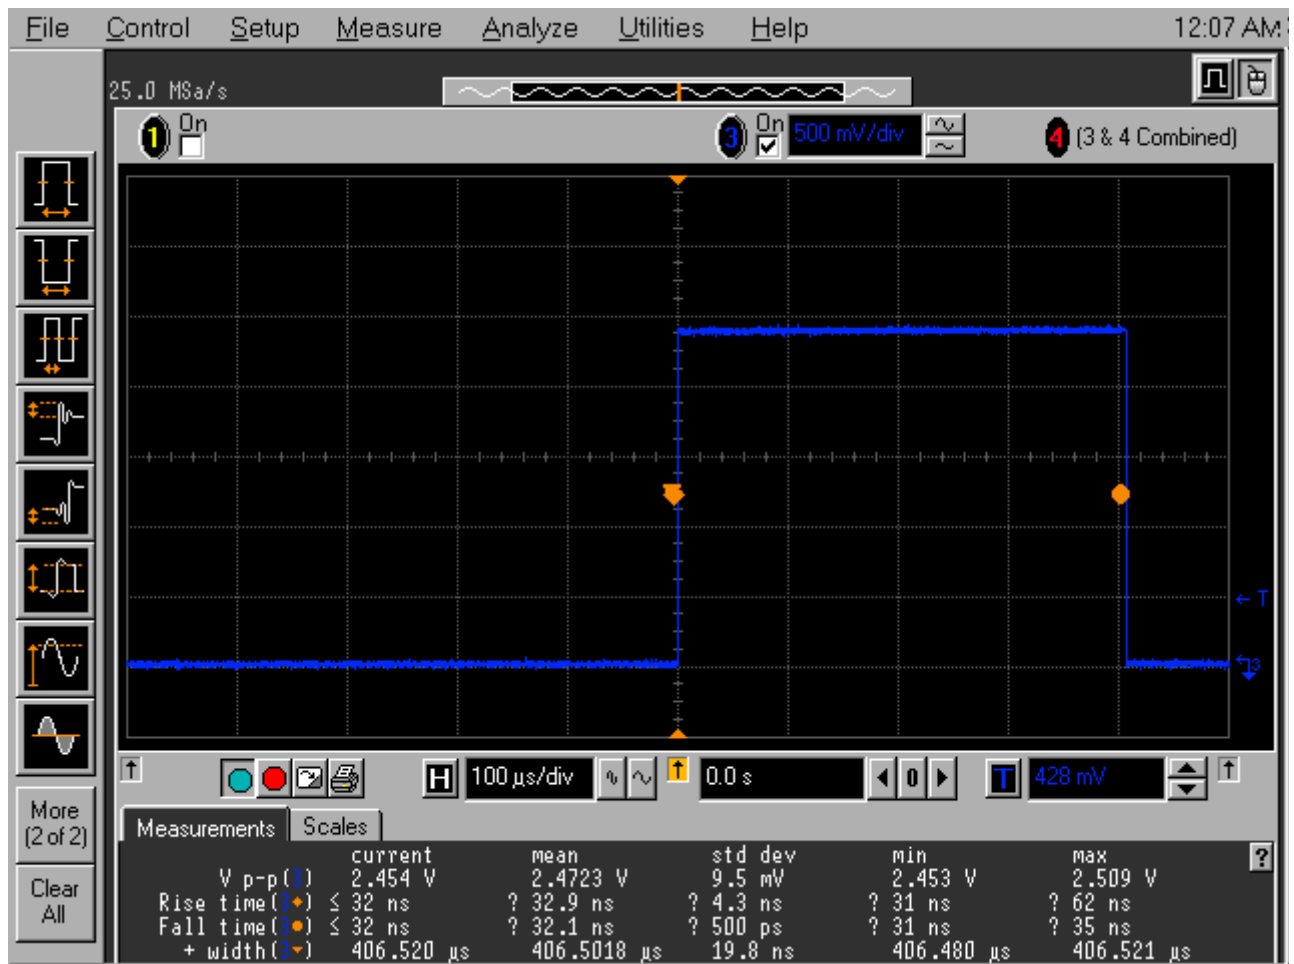 File Control Setup Measure Analyze Utilities Help 12:07 AM
25.0 MSa/s
1 On 3 On 500 mV/div 4 (3 & 4 Combined)
← T
3
H 100 µs/div 0.0 s 0 T 428 mV
More
(2 of 2)
Clear
All
Measurements Scales
?
current mean std dev min max
V p-p(3) 2.454 V 2.4723 V 9.5 mV 2.453 V 2.509 V
Rise time(3) ≤ 32 ns ? 32.9 ns ? 4.3 ns ? 31 ns ? 62 ns
Fall time(3) ≤ 32 ns ? 32.1 ns ? 500 ps ? 31 ns ? 35 ns
+ width(3) 406.520 µs 406.5018 µs 19.8 ns 406.480 µs 406.521 µs